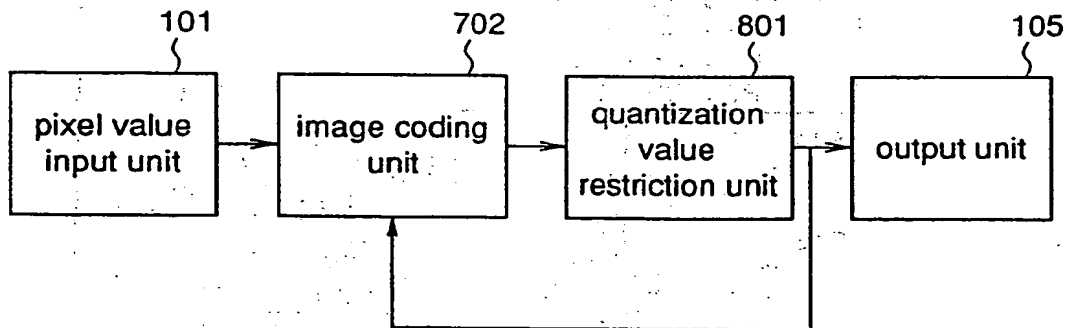 101
702
801
105
pixel value
input unit
image coding
unit
quantization
value
restriction unit
output unit